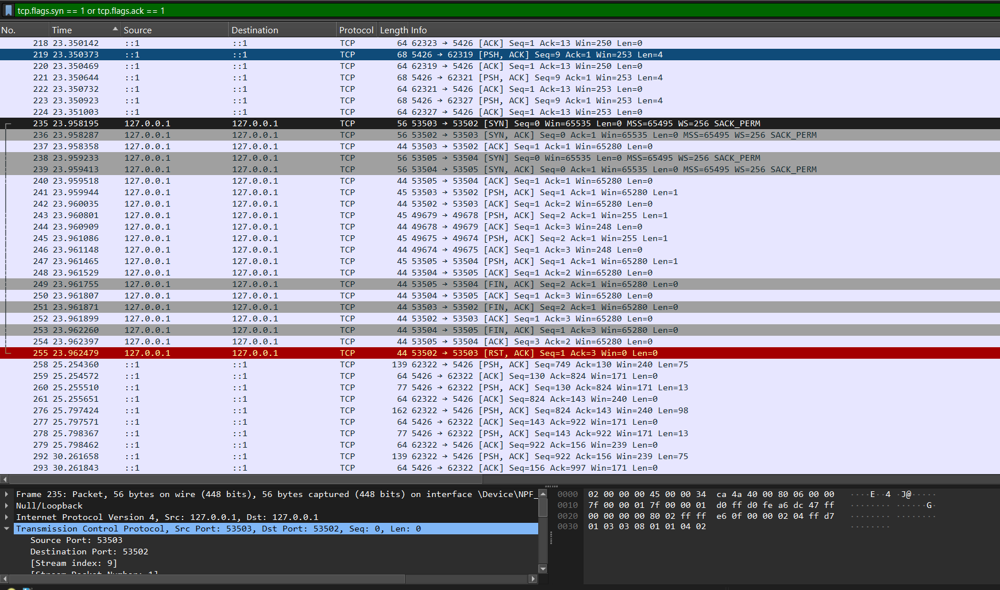 tcp.flags.syn == 1 or tcp.flags.ack == 1
No. Time Source Destination Protocol Length Info
218 23.350142 ::1 ::1 TCP 64 62323 → 5426 [ACK] Seq=1 Ack=13 Win=250 Len=0
219 23.350373 ::1 ::1 TCP 68 5426 → 62319 [PSH, ACK] Seq=9 Ack=1 Win=253 Len=4
220 23.350469 ::1 ::1 TCP 64 62319 → 5426 [ACK] Seq=1 Ack=13 Win=250 Len=0
221 23.350644 ::1 ::1 TCP 68 5426 → 62321 [PSH, ACK] Seq=9 Ack=1 Win=253 Len=4
222 23.350732 ::1 ::1 TCP 64 62321 → 5426 [ACK] Seq=1 Ack=13 Win=253 Len=0
223 23.350923 ::1 ::1 TCP 68 5426 → 62327 [PSH, ACK] Seq=9 Ack=1 Win=253 Len=4
224 23.351003 ::1 ::1 TCP 64 62327 → 5426 [ACK] Seq=1 Ack=13 Win=253 Len=0
235 23.958195 127.0.0.1 127.0.0.1 TCP 56 53503 → 53502 [SYN] Seq=0 Win=65535 Len=0 MSS=65495 WS=256 SACK_PERM
236 23.958287 127.0.0.1 127.0.0.1 TCP 56 53502 → 53503 [SYN, ACK] Seq=0 Ack=1 Win=65535 Len=0 MSS=65495 WS=256 SACK_PERM
237 23.958358 127.0.0.1 127.0.0.1 TCP 44 53503 → 53502 [ACK] Seq=1 Ack=1 Win=65280 Len=0
238 23.959233 127.0.0.1 127.0.0.1 TCP 56 53505 → 53504 [SYN] Seq=0 Win=65535 Len=0 MSS=65495 WS=256 SACK_PERM
239 23.959413 127.0.0.1 127.0.0.1 TCP 56 53504 → 53505 [SYN, ACK] Seq=0 Ack=1 Win=65535 Len=0 MSS=65495 WS=256 SACK_PERM
240 23.959518 127.0.0.1 127.0.0.1 TCP 44 53505 → 53504 [ACK] Seq=1 Ack=1 Win=65280 Len=0
241 23.959944 127.0.0.1 127.0.0.1 TCP 45 53503 → 53502 [PSH, ACK] Seq=1 Ack=1 Win=65280 Len=1
242 23.960035 127.0.0.1 127.0.0.1 TCP 44 53502 → 53503 [ACK] Seq=1 Ack=2 Win=65280 Len=0
243 23.960801 127.0.0.1 127.0.0.1 TCP 45 49679 → 49678 [PSH, ACK] Seq=2 Ack=1 Win=255 Len=1
244 23.960909 127.0.0.1 127.0.0.1 TCP 44 49678 → 49679 [ACK] Seq=1 Ack=3 Win=248 Len=0
245 23.961086 127.0.0.1 127.0.0.1 TCP 45 49675 → 49674 [PSH, ACK] Seq=2 Ack=1 Win=255 Len=1
246 23.961148 127.0.0.1 127.0.0.1 TCP 44 49674 → 49675 [ACK] Seq=1 Ack=3 Win=248 Len=0
247 23.961465 127.0.0.1 127.0.0.1 TCP 45 53505 → 53504 [PSH, ACK] Seq=1 Ack=1 Win=65280 Len=1
248 23.961529 127.0.0.1 127.0.0.1 TCP 44 53504 → 53505 [ACK] Seq=1 Ack=2 Win=65280 Len=0
249 23.961755 127.0.0.1 127.0.0.1 TCP 44 53505 → 53504 [FIN, ACK] Seq=2 Ack=1 Win=65280 Len=0
250 23.961807 127.0.0.1 127.0.0.1 TCP 44 53504 → 53505 [ACK] Seq=1 Ack=3 Win=65280 Len=0
251 23.961871 127.0.0.1 127.0.0.1 TCP 44 53503 → 53502 [FIN, ACK] Seq=2 Ack=1 Win=65280 Len=0
252 23.961899 127.0.0.1 127.0.0.1 TCP 44 53502 → 53503 [ACK] Seq=1 Ack=3 Win=65280 Len=0
253 23.962260 127.0.0.1 127.0.0.1 TCP 44 53504 → 53505 [FIN, ACK] Seq=1 Ack=3 Win=65280 Len=0
254 23.962397 127.0.0.1 127.0.0.1 TCP 44 53505 → 53504 [ACK] Seq=3 Ack=2 Win=65280 Len=0
255 23.962479 127.0.0.1 127.0.0.1 TCP 44 53502 → 53503 [RST, ACK] Seq=1 Ack=3 Win=0 Len=0
258 25.254360 ::1 ::1 TCP 139 62322 → 5426 [PSH, ACK] Seq=749 Ack=130 Win=240 Len=75
259 25.254572 ::1 ::1 TCP 64 5426 → 62322 [ACK] Seq=130 Ack=824 Win=171 Len=0
260 25.255510 ::1 ::1 TCP 77 5426 → 62322 [PSH, ACK] Seq=130 Ack=824 Win=171 Len=13
261 25.255651 ::1 ::1 TCP 64 62322 → 5426 [ACK] Seq=824 Ack=143 Win=240 Len=0
276 25.797424 ::1 ::1 TCP 162 62322 → 5426 [PSH, ACK] Seq=824 Ack=143 Win=240 Len=98
277 25.797571 ::1 ::1 TCP 64 5426 → 62322 [ACK] Seq=143 Ack=922 Win=171 Len=0
278 25.798367 ::1 ::1 TCP 77 5426 → 62322 [PSH, ACK] Seq=143 Ack=922 Win=171 Len=13
279 25.798462 ::1 ::1 TCP 64 62322 → 5426 [ACK] Seq=922 Ack=156 Win=239 Len=0
292 30.261658 ::1 ::1 TCP 139 62322 → 5426 [PSH, ACK] Seq=922 Ack=156 Win=239 Len=75
293 30.261843 ::1 ::1 TCP 64 5426 → 62322 [ACK] Seq=156 Ack=997 Win=171 Len=0
Frame 235: Packet, 56 bytes on wire (448 bits), 56 bytes captured (448 bits) on interface \Device\NPF_
Null/Loopback
Internet Protocol Version 4, Src: 127.0.0.1, Dst: 127.0.0.1
Transmission Control Protocol, Src Port: 53503, Dst Port: 53502, Seq: 0, Len: 0
Source Port: 53503
Destination Port: 53502
[Stream index: 9]
[Stream Packet Number: 1]
0000 02 00 00 00 45 00 00 34 ca 4a 40 00 80 06 00 00 ····E··4 ·J@·····
0010 7f 00 00 01 7f 00 00 01 d0 ff d0 fe a6 dc 47 ff ········ ······G·
0020 00 00 00 00 80 02 ff ff e6 0f 00 00 02 04 ff d7 ········ ········
0030 01 03 03 08 01 01 04 02 ········